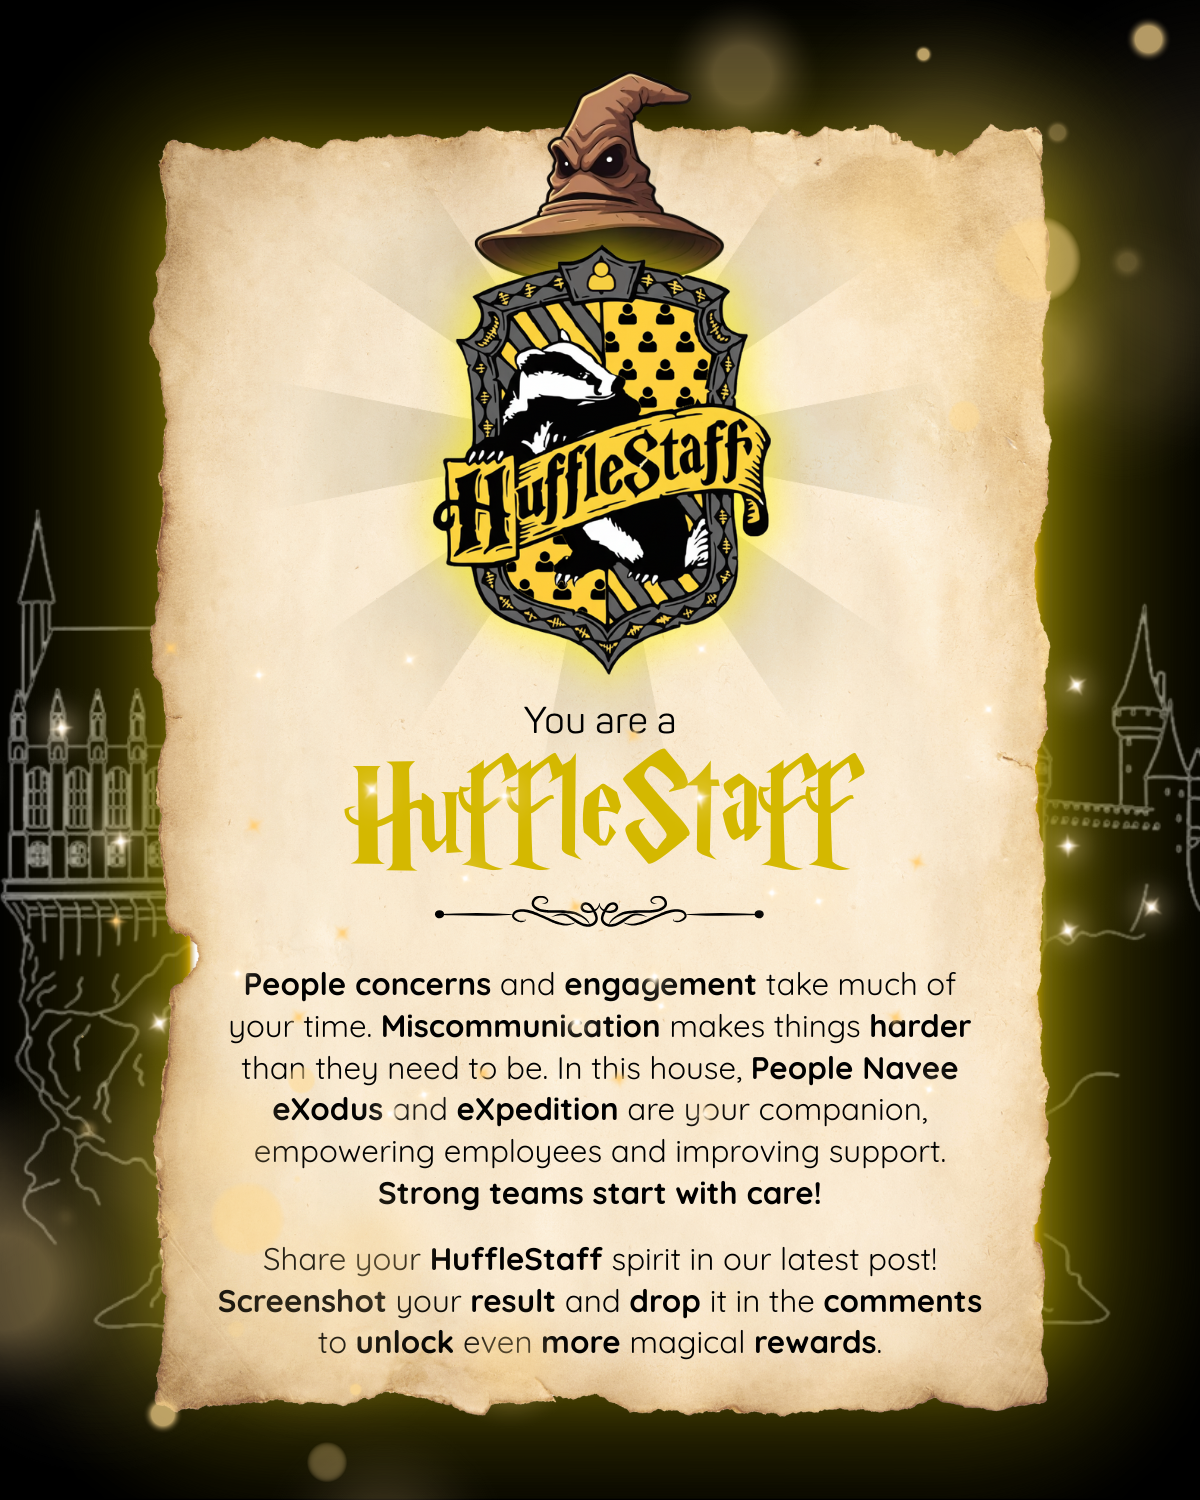 HuffleStaff
You are a
HuffleStaff
People concerns and engagement take much of
your time. Miscommunication makes things harder
than they need to be. In this house, People Navee
eXodus and eXpedition are your companion,
empowering employees and improving support.
Strong teams start with care!
Share your HuffleStaff spirit in our latest post!
Screenshot your result and drop it in the comments
to unlock even more magical rewards.